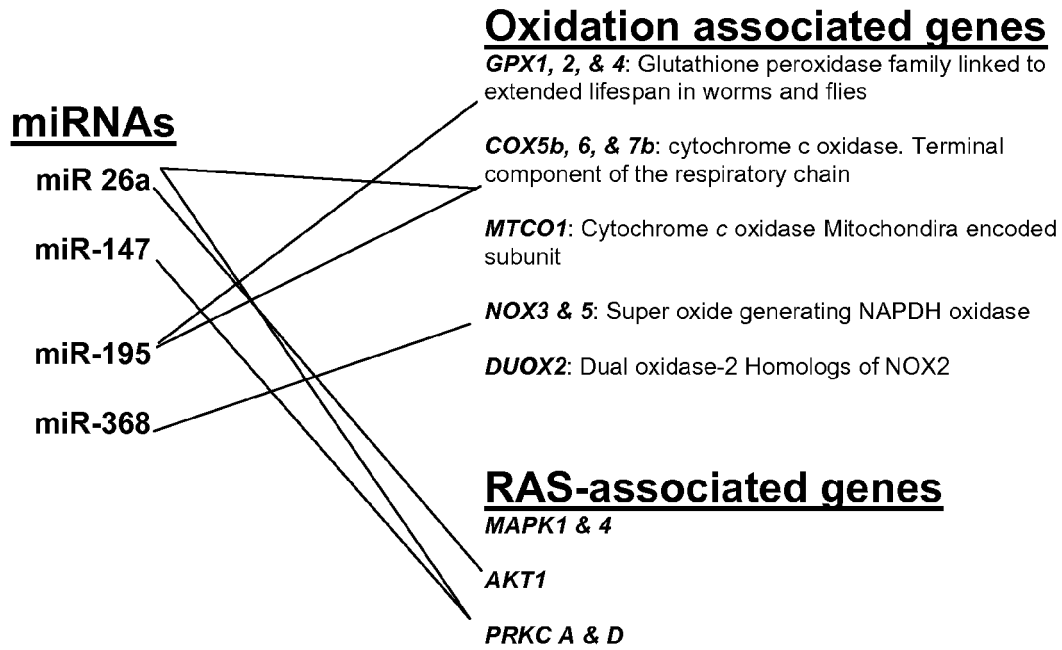 miRNAs
miR 26a
miR-147
miR-195
miR-368
Oxidation associated genes
GPX1, 2, & 4: Glutathione peroxidase family linked to
extended lifespan in worms and flies
COX5b, 6, & 7b: cytochrome c oxidase. Terminal
component of the respiratory chain
MTCO1: Cytochrome c oxidase Mitochondira encoded
subunit
NOX3 & 5: Super oxide generating NAPDH oxidase
DUOX2: Dual oxidase-2 Homologs of NOX2
RAS-associated genes
MAPK1 & 4
AKT1
PRKC A & D